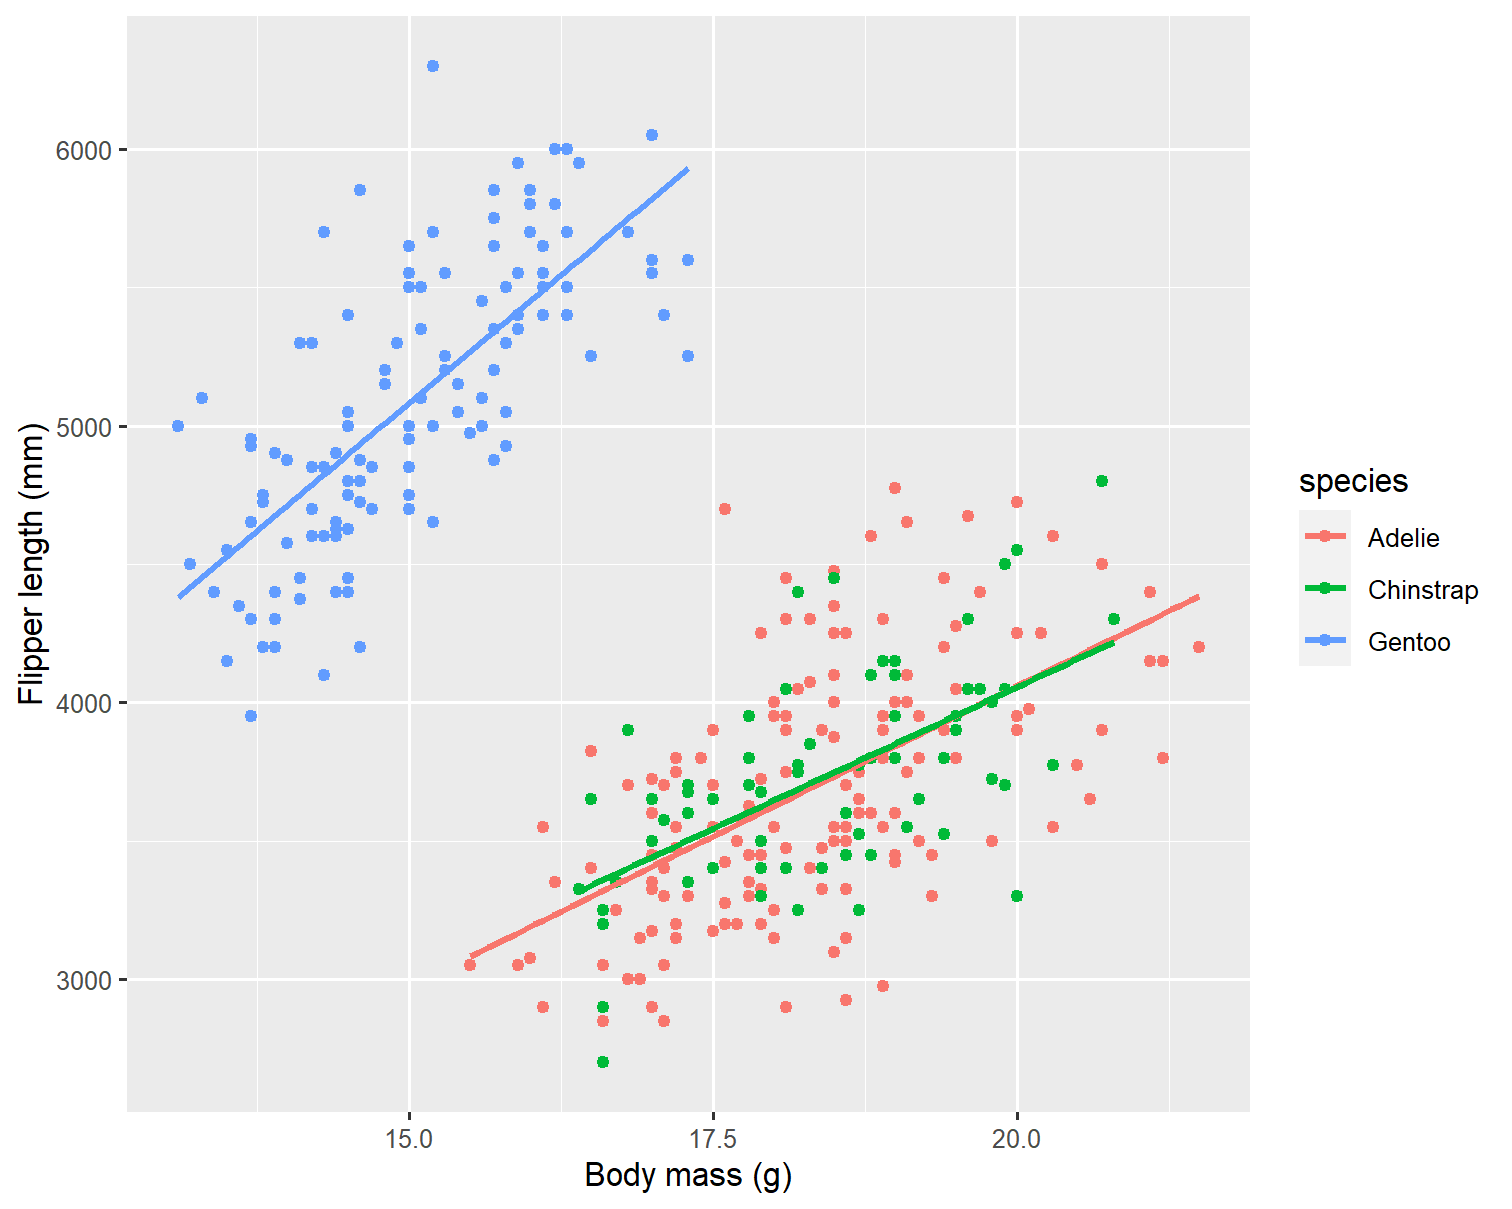 6000
5000
4000
3000
Flipper length (mm)
15.0 17.5 20.0
Body mass (g)
species
Adelie
Chinstrap
Gentoo